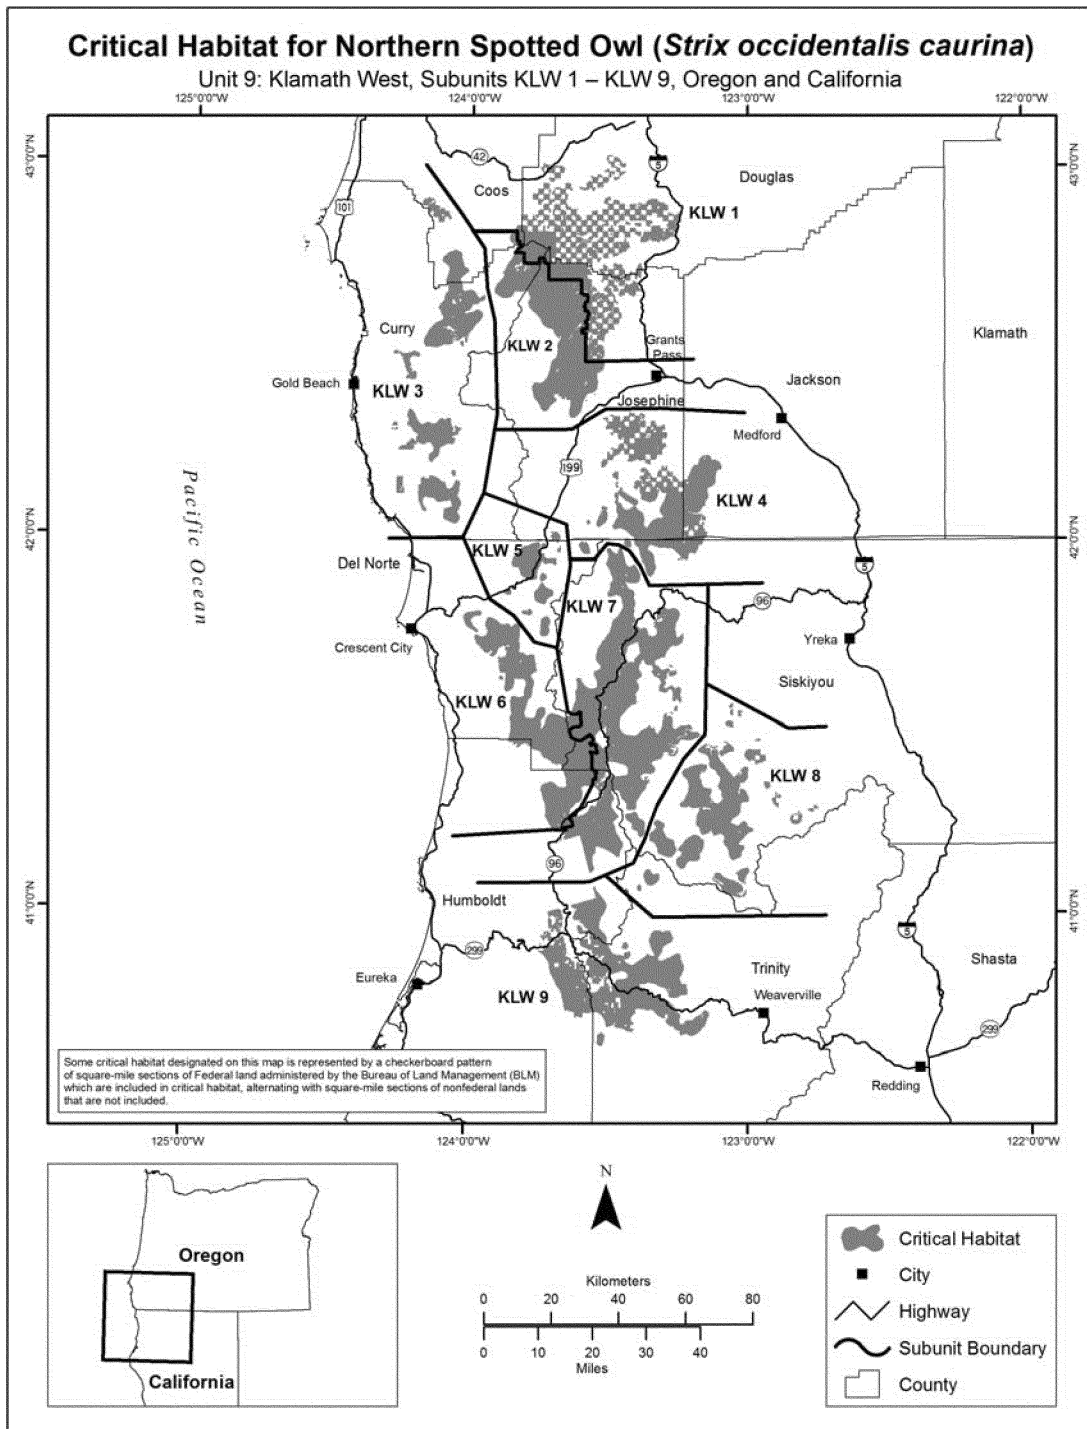 Critical Habitat for Northern Spotted Owl (Strix occidentalis caurina)
Unit 9: Klamath West, Subunits KLW 1 – KLW 9, Oregon and California
125°0'0"W
124°0'0"W
123°0'0"W
122°0'0"W
43°0'0"N
43°0'0"N
42
5
Coos
Douglas
101
KLW 1
Curry
KLW 2
Grants
Pass
Klamath
Gold Beach
KLW 3
Jackson
Josephine
Medford
199
Pacific Ocean
KLW 4
42°0'0"N
42°0'0"N
KLW 5
Del Norte
5
KLW 7
96
Crescent City
Yreka
Siskiyou
KLW 6
KLW 8
96
41°0'0"N
41°0'0"N
Humboldt
5
299
Shasta
Eureka
Trinity
KLW 9
Weaverville
299
Redding
Some critical habitat designated on this map is represented by a checkerboard pattern
of square-mile sections of Federal land administered by the Bureau of Land Management (BLM)
which are included in critical habitat, alternating with square-mile sections of nonfederal lands
that are not included.
125°0'0"W
124°0'0"W
123°0'0"W
122°0'0"W
Oregon
California
N
Kilometers
0 20 40 60 80
0 10 20 30 40
Miles
Critical Habitat
City
Highway
Subunit Boundary
County